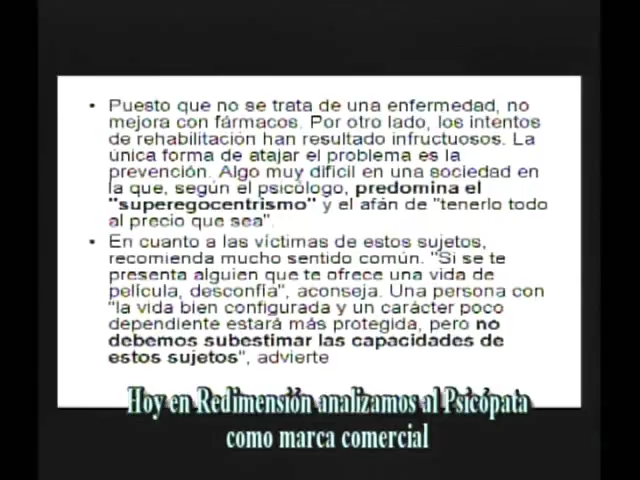 • Puesto que no se trata de una enfermedad, no
mejora con fármacos. Por otro lado, los intentos
de rehabilitación han resultado infructuosos. La
única forma de atajar el problema es la
prevención. Algo muy difícil en una sociedad en
la que, según el psicólogo, predomina el
"superegocentrismo" y el afán de "tenerlo todo
al precio que sea".
• En cuanto a las víctimas de estos sujetos,
recomienda mucho sentido común. "Si se te
presenta alguien que te ofrece una vida de
película, desconfía", aconseja. Una persona con
"la vida bien configurada y un carácter poco
dependiente estará más protegida, pero no
debemos subestimar las capacidades de
estos sujetos", advierte
Hoy en Redimensión analizamos al Psicópata
como marca comercial